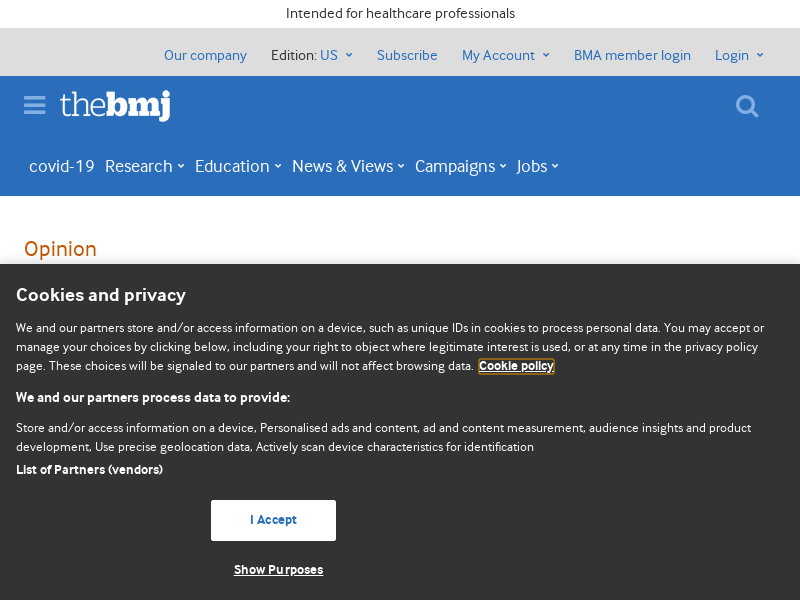 Intended for healthcare professionals
Our company Edition: US Subscribe My Account BMA member login Login
thebmj
covid-19 Research Education News & Views Campaigns Jobs
Opinion
Cookies and privacy
We and our partners store and/or access information on a device, such as unique IDs in cookies to process personal data. You may accept or
manage your choices by clicking below, including your right to object where legitimate interest is used, or at any time in the privacy policy
page. These choices will be signaled to our partners and will not affect browsing data. Cookie policy
We and our partners process data to provide:
Store and/or access information on a device, Personalised ads and content, ad and content measurement, audience insights and product
development, Use precise geolocation data, Actively scan device characteristics for identification
List of Partners (vendors)
I Accept
Show Purposes